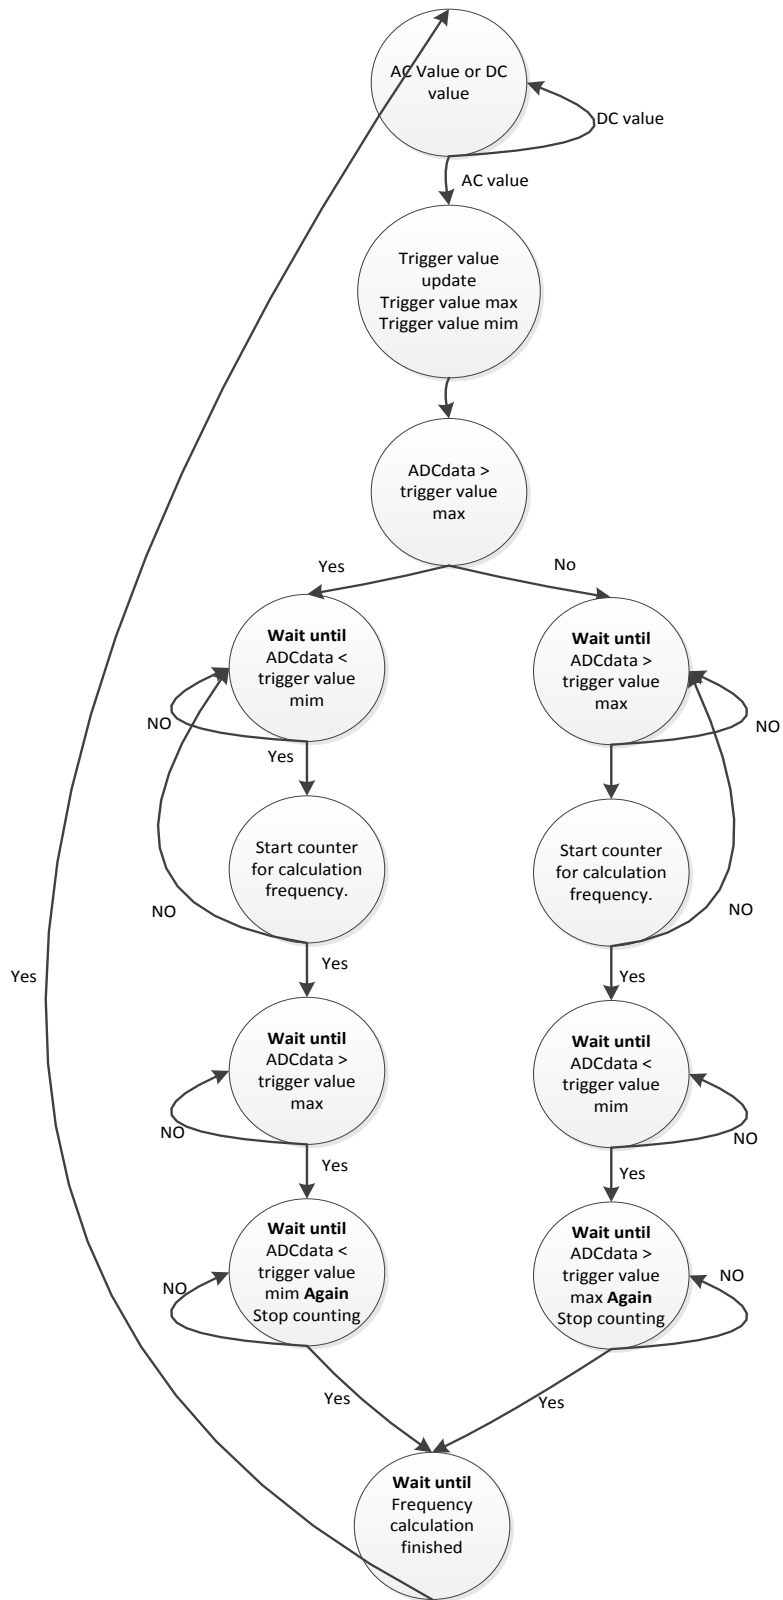 AC Value or DC
value
DC value
AC value
Trigger value
update
Trigger value max
Trigger value mim
ADCdata >
trigger value
max
Yes
No
Wait until
ADCdata <
trigger value
mim
NO
Yes
Wait until
ADCdata >
trigger value
max
NO
Start counter
for calculation
frequency.
NO
Yes
Start counter
for calculation
frequency.
NO
Yes
Yes
Wait until
ADCdata >
trigger value
max
NO
Yes
Wait until
ADCdata <
trigger value
mim
NO
Yes
Wait until
ADCdata <
trigger value
mim Again
Stop counting
NO
Yes
Wait until
ADCdata >
trigger value
max Again
Stop counting
NO
Yes
Wait until
Frequency
calculation
finished